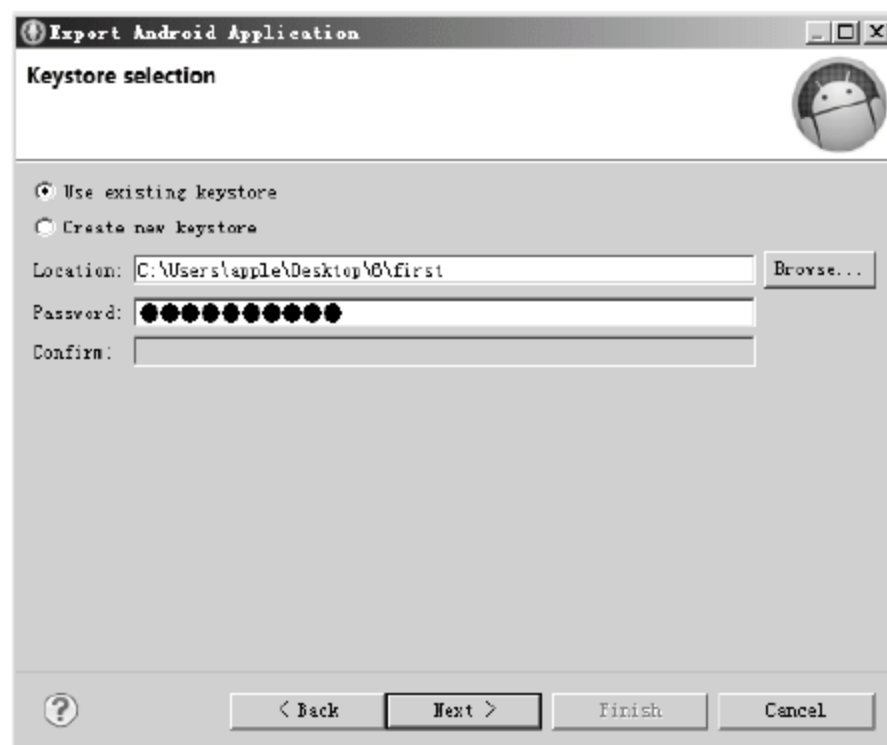 Export Android Application
Keystore selection
Use existing keystore
Create new keystore
Location: C:\Users\apple\Desktop\6\first Browse...
Password: ●●●●●●●●●●
Confirm:
? < Back Next > Finish Cancel